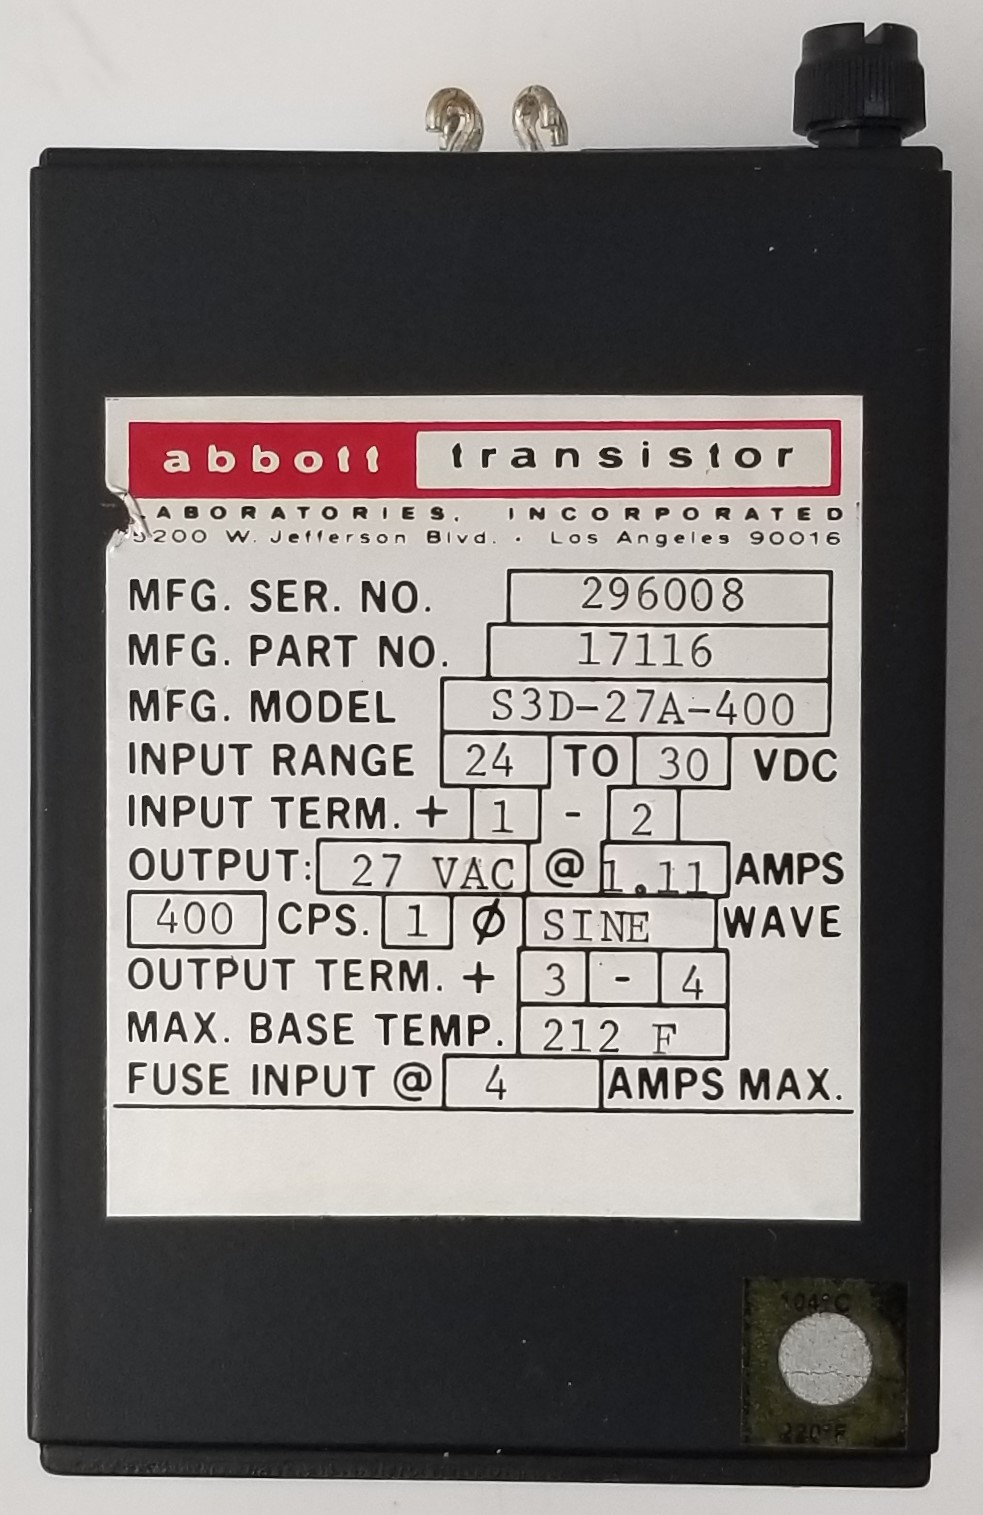 abbott transistor
LABORATORIES, INCORPORATED
5200 W. Jefferson Blvd. · Los Angeles 90016
MFG. SER. NO. 296008
MFG. PART NO. 17116
MFG. MODEL S3D-27A-400
INPUT RANGE 24 TO 30 VDC
INPUT TERM. + 1 - 2
OUTPUT: 27 VAC @ 1.11 AMPS
400 CPS. 1 Ø SINE WAVE
OUTPUT TERM. + 3 - 4
MAX. BASE TEMP. 212 F
FUSE INPUT @ 4 AMPS MAX.
104°C
220°F